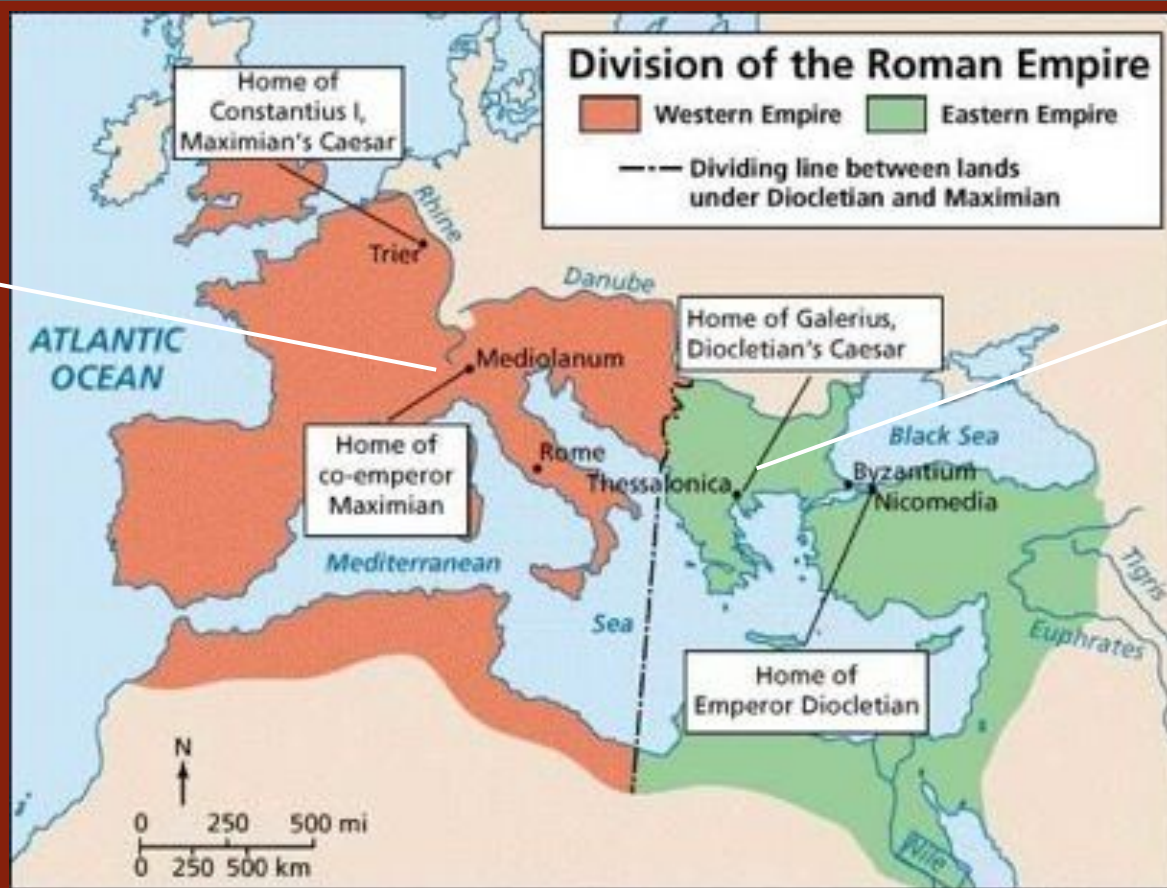 Division of the Roman Empire
Western Empire
Eastern Empire
Dividing line between lands
under Diocletian and Maximian
Home of
Constantius I,
Maximian's Caesar
Rhine
Trier
Danube
Home of Galerius,
Diocletian's Caesar
ATLANTIC
OCEAN
Mediolanum
Black Sea
Home of
co-emperor
Maximian
Rome
Thessalonica
Byzantium
Nicomedia
Mediterranean
Sea
Tigris
Euphrates
Home of
Emperor Diocletian
N
0 250 500 mi
0 250 500 km
Nile